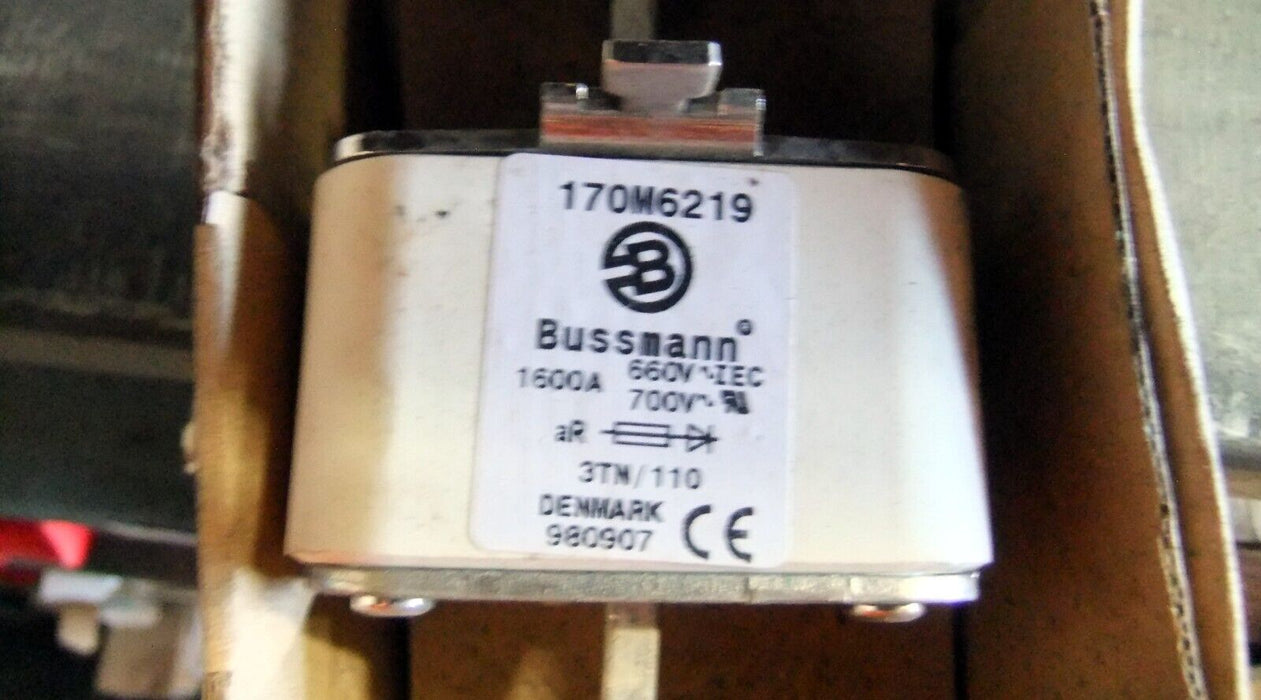 170M6219
B
Bussmann®
1600A 660V~IEC
700V~
aR
3TN/110
DENMARK
980907 CE